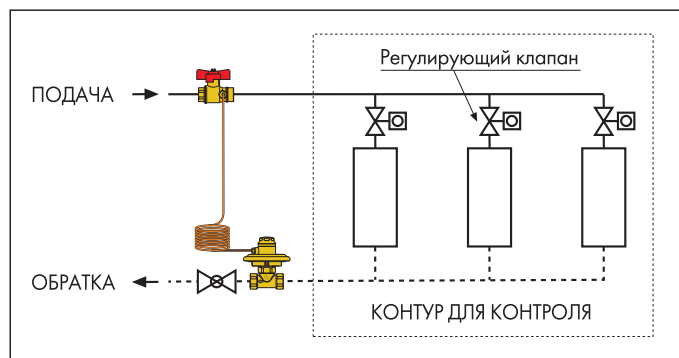 Регулирующий клапан
ПОДАЧА
ОБРАТКА
КОНТУР ДЛЯ КОНТРОЛЯ